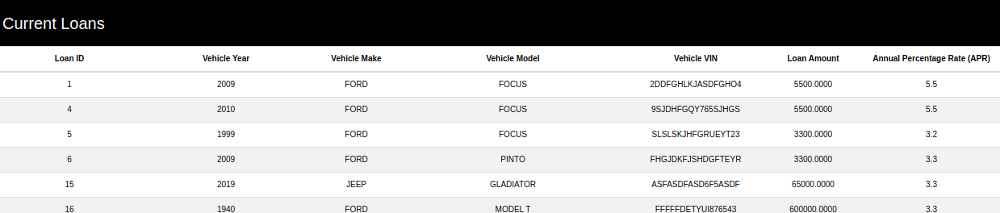 Current Loans
Loan ID Vehicle Year Vehicle Make Vehicle Model Vehicle VIN Loan Amount Annual Percentage Rate (APR)
1 2009 FORD FOCUS 2DDFGHLKJASDFGHO4 5500.0000 5.5
4 2010 FORD FOCUS 9SJDHFGQY765SJHGS 5500.0000 5.5
5 1999 FORD FOCUS SLSLSKJHFGRUEYT23 3300.0000 3.2
6 2009 FORD PINTO FHGJDKFJSHDGFTEYR 3300.0000 3.3
15 2019 JEEP GLADIATOR ASFASDFASD6F5ASDF 65000.0000 3.3
16 1940 FORD MODEL T FFFFFDETYUI876543 600000.0000 3.3